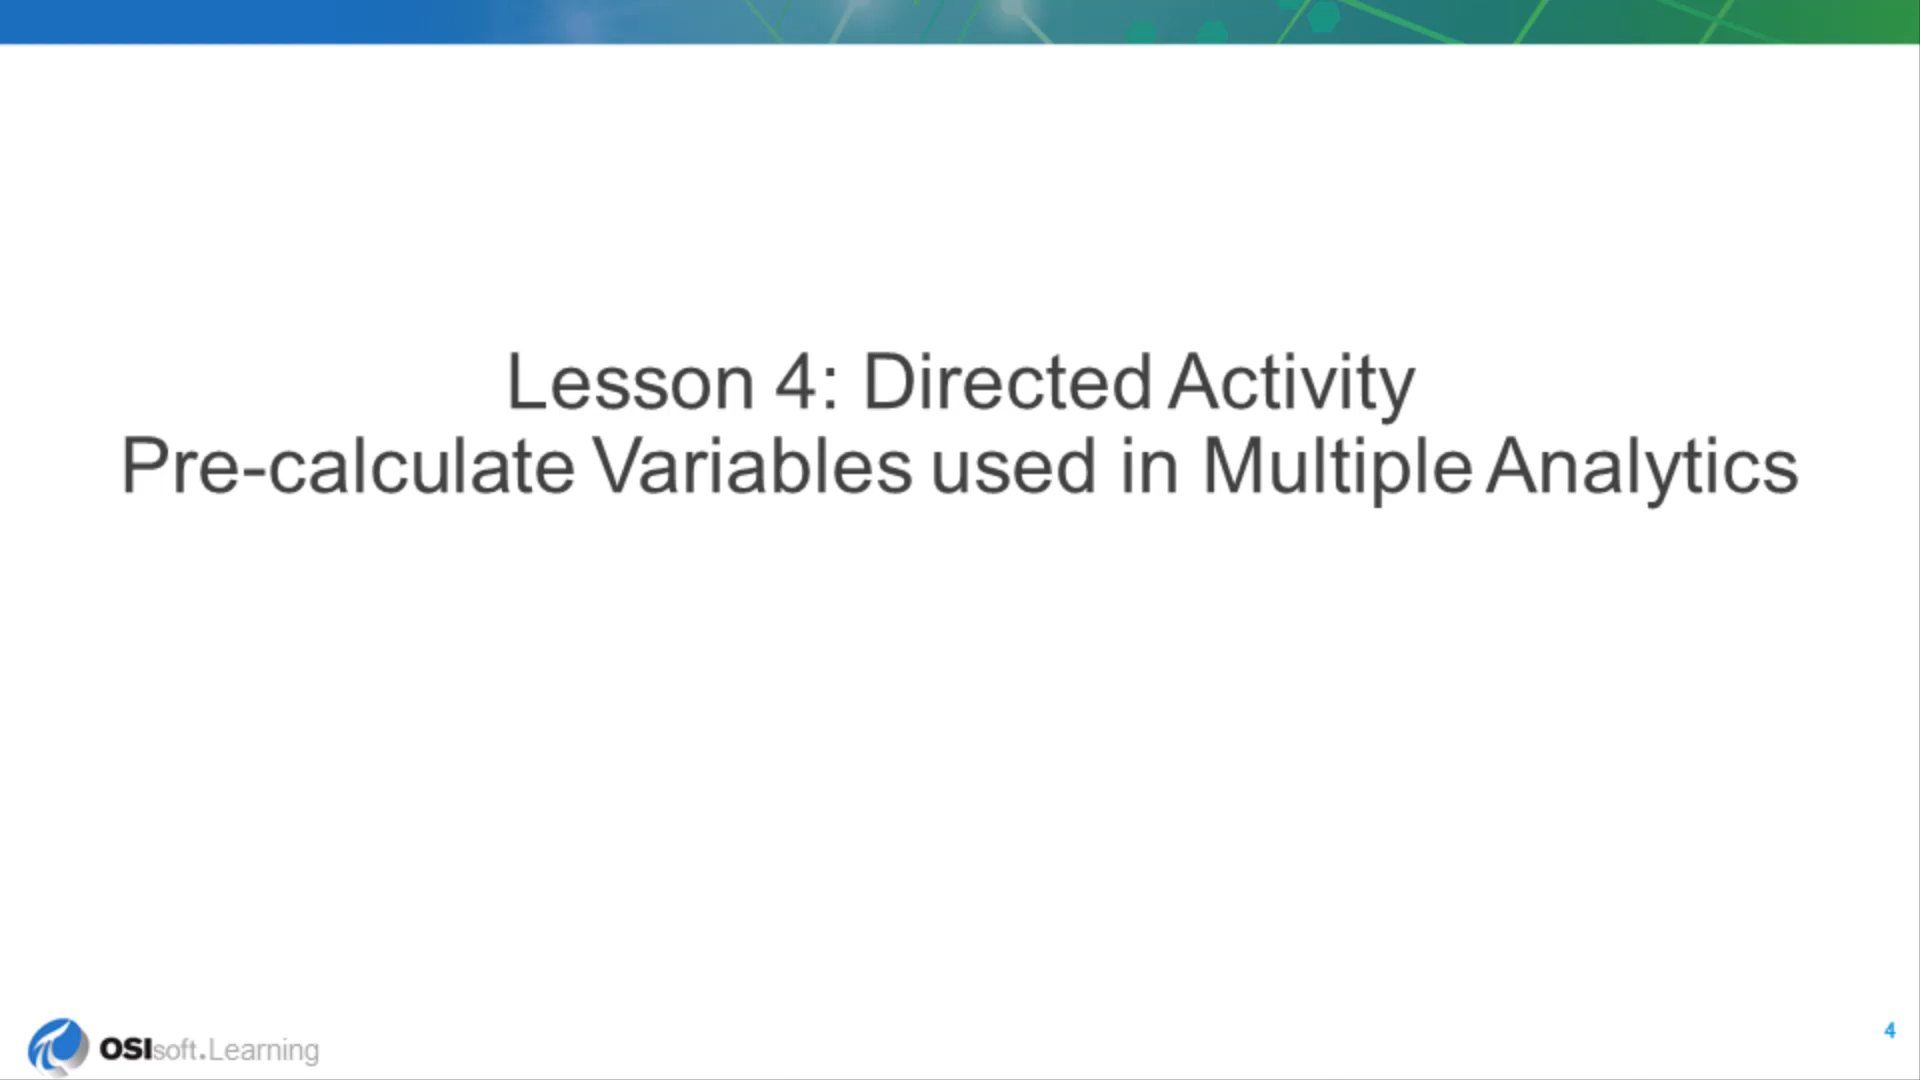 Lesson 4: Directed Activity
Pre-calculate Variables used in Multiple Analytics
OSIsoft.Learning
4